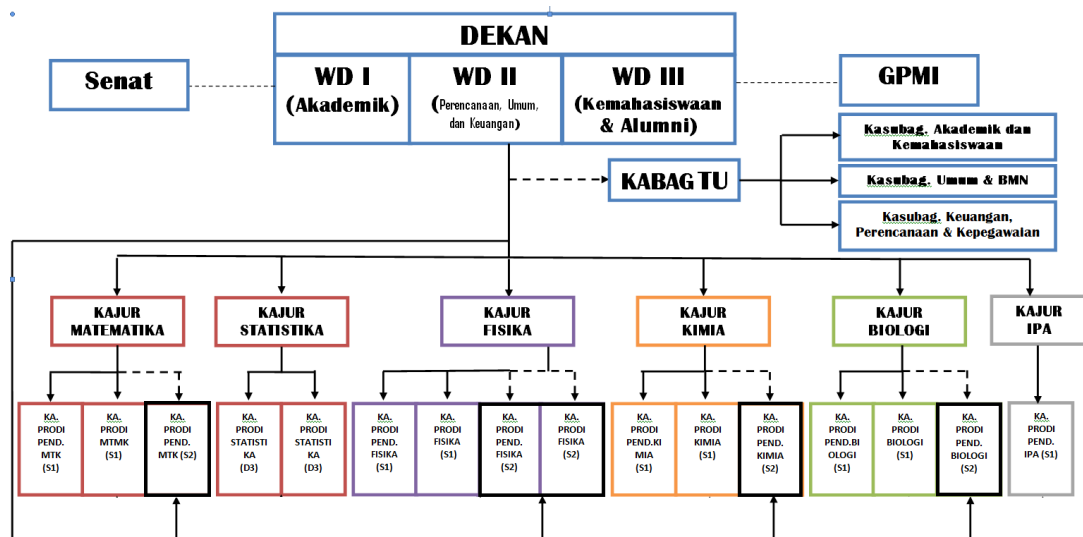 DEKAN
Senat
WD I
(Akademik)
WD II
(Perencanaan, Umum,
dan Keuangan)
WD III
(Kemahasiswaan
& Alumni)
GPMI
KABAG TU
Kasubag. Akademik dan
Kemahasiswaan
Kasubag. Umum & BMN
Kasubag. Keuangan,
Perencanaan & Kepegawaian
KAJUR
MATEMATIKA
KAJUR
STATISTIKA
KAJUR
FISIKA
KAJUR
KIMIA
KAJUR
BIOLOGI
KAJUR
IPA
KA.
PRODI
PEND.
MTK
(S1)
KA.
PRODI
MTMK
(S1)
KA.
PRODI
PEND.
MTK (S2)
KA.
PRODI
STATISTI
KA (D3)
KA.
PRODI
STATISTI
KA (D3)
KA.
PRODI
PEND.
FISIKA
(S1)
KA.
PRODI
FISIKA
(S1)
KA.
PRODI
PEND.
FISIKA
(S2)
KA.
PRODI
FISIKA
(S2)
KA.
PRODI
PEND.KI
MIA
(S1)
KA.
PRODI
KIMIA
(S1)
KA.
PRODI
PEND.
KIMIA
(S2)
KA.
PRODI
PEND.BI
OLOGI
(S1)
KA.
PRODI
BIOLOGI
(S1)
KA.
PRODI
PEND.
BIOLOGI
(S2)
KA.
PRODI
PEND.
IPA (S1)